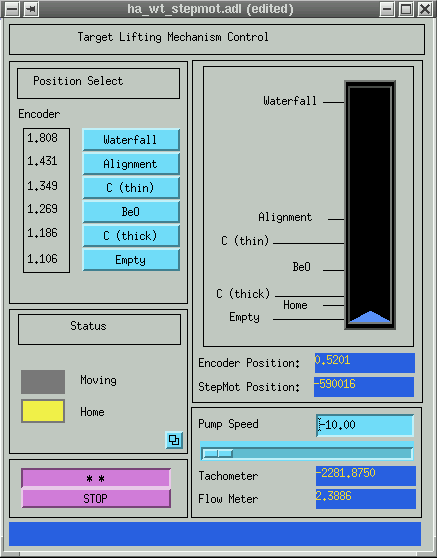 ha_wt_stepmot.adl (edited)
Target Lifting Mechanism Control
Position Select
Encoder
1.808 Waterfall
1.431 Alignment
1.349 C (thin)
1.269 BeO
1.186 C (thick)
1.106 Empty
Status
Moving
Home
* *
STOP
Waterfall
Alignment
C (thin)
BeO
C (thick)
Home
Empty
Encoder Position: 0.5201
StepMot Position: -590016
Pump Speed -10.00
Tachometer -2281.8750
Flow Meter 2.3886